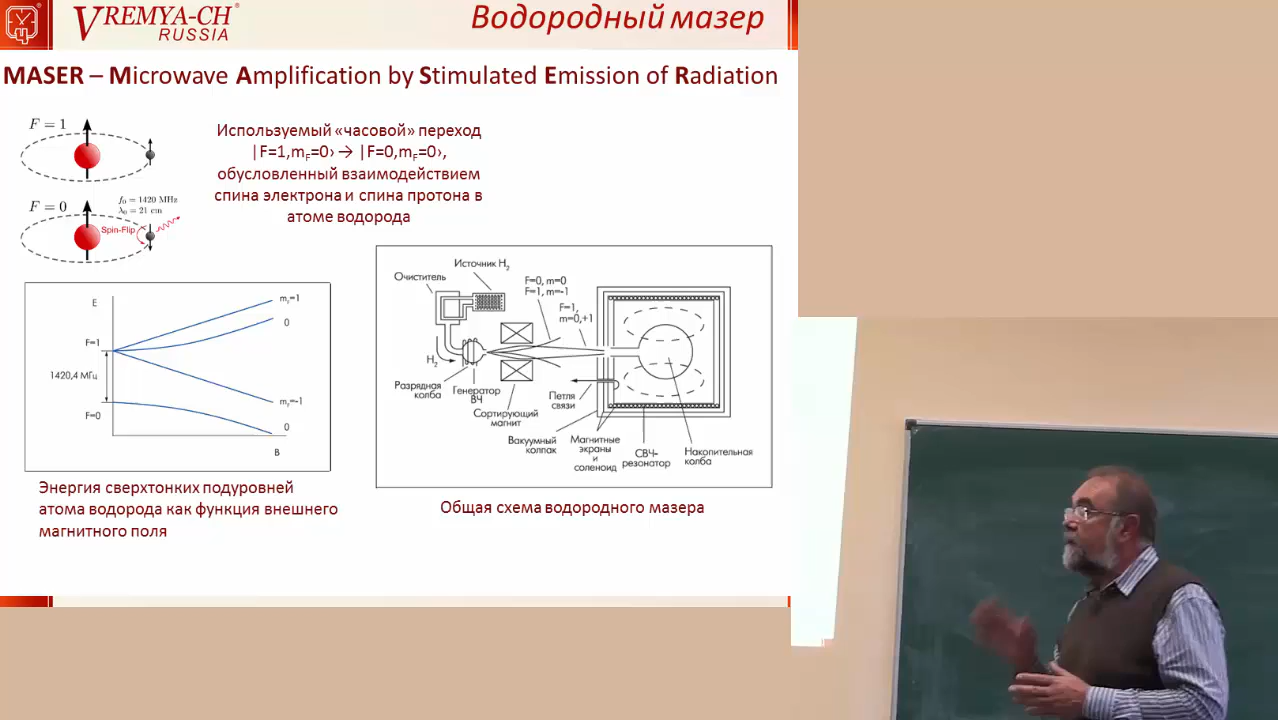 VREMYA-CH®
RUSSIA
Водородный мазер
MASER – Microwave Amplification by Stimulated Emission of Radiation
F = 1
F = 0
f₀ = 1420 MHz
λ₀ = 21 cm
Spin-Flip
Используемый «часовой» переход
|F=1,mF=0› → |F=0,mF=0›,
обусловленный взаимодействием
спина электрона и спина протона в
атоме водорода
E
mF=1
0
F=1
1420,4 МГц
F=0
mF=-1
0
B
Энергия сверхтонких подуровней
атома водорода как функция внешнего
магнитного поля
Источник H₂
Очиститель
F=0, m=0
F=1, m=-1
F=1,
m=0,+1
H₂
Разрядная
колба
Генератор
ВЧ
Сортирующий
магнит
Петля
связи
Вакуумный
колпак
Магнитные
экраны
и
соленоид
СВЧ-
резонатор
Накопительная
колба
Общая схема водородного мазера